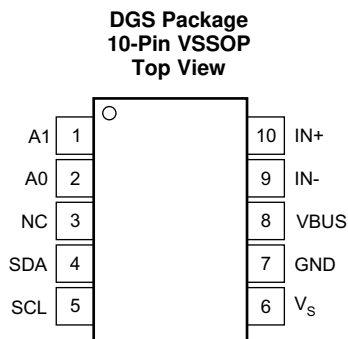 DGS Package
10-Pin VSSOP
Top View
A1 1 10 IN+
A0 2 9 IN-
NC 3 8 VBUS
SDA 4 7 GND
SCL 5 6 VS